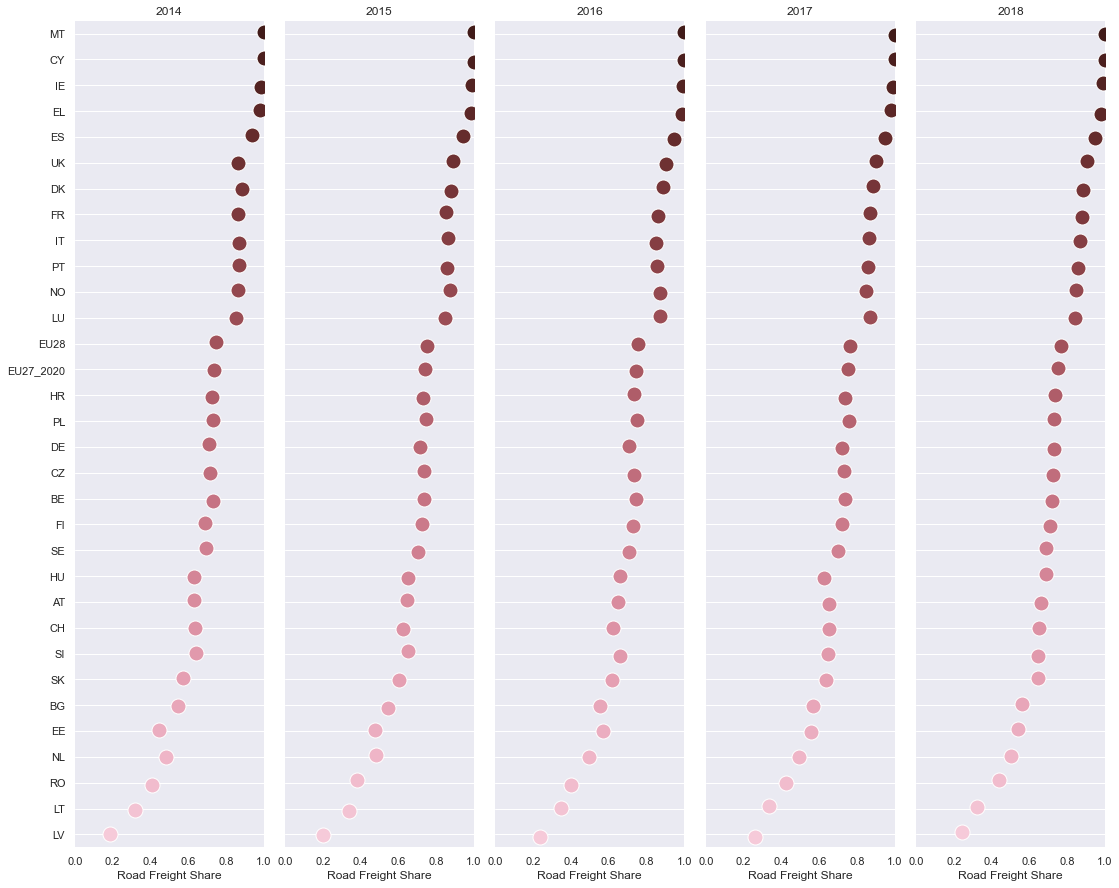 2014 2015 2016 2017 2018
MT
CY
IE
EL
ES
UK
DK
FR
IT
PT
NO
LU
EU28
EU27_2020
HR
PL
DE
CZ
BE
FI
SE
HU
AT
CH
SI
SK
BG
EE
NL
RO
LT
LV
0.0 0.2 0.4 0.6 0.8 1.0 0.0 0.2 0.4 0.6 0.8 1.0 0.0 0.2 0.4 0.6 0.8 1.0 0.0 0.2 0.4 0.6 0.8 1.0 0.0 0.2 0.4 0.6 0.8 1.0
Road Freight Share Road Freight Share Road Freight Share Road Freight Share Road Freight Share